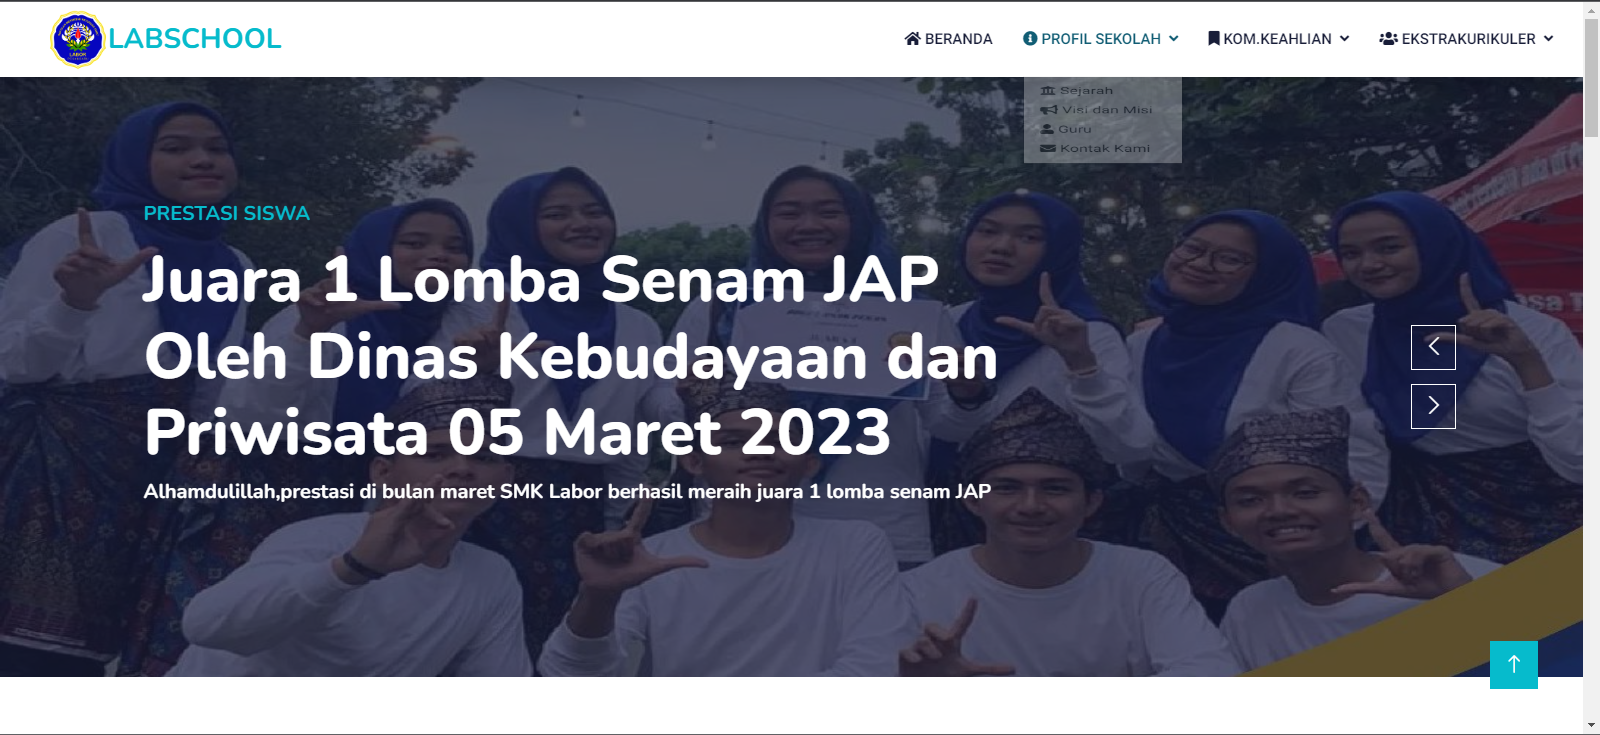 LABSCHOOL
BERANDA
PROFIL SEKOLAH
KOM.KEAHLIAN
EKSTRAKURIKULER
Sejarah
Visi dan Misi
Guru
Kontak Kami
PRESTASI SISWA
Juara 1 Lomba Senam JAP
Oleh Dinas Kebudayaan dan
Priwisata 05 Maret 2023
Alhamdulillah,prestasi di bulan maret SMK Labor berhasil meraih juara 1 lomba senam JAP